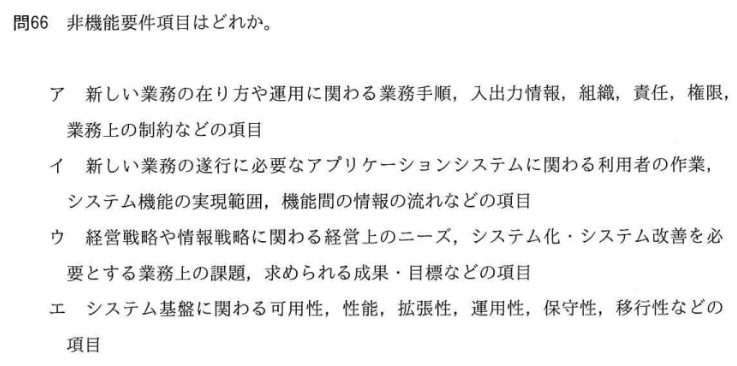 問66 非機能要件項目はどれか。
ア 新しい業務の在り方や運用に関わる業務手順，入出力情報，組織，責任，権限，
業務上の制約などの項目
イ 新しい業務の遂行に必要なアプリケーションシステムに関わる利用者の作業，
システム機能の実現範囲，機能間の情報の流れなどの項目
ウ 経営戦略や情報戦略に関わる経営上のニーズ，システム化・システム改善を必
要とする業務上の課題，求められる成果・目標などの項目
エ システム基盤に関わる可用性，性能，拡張性，運用性，保守性，移行性などの
項目